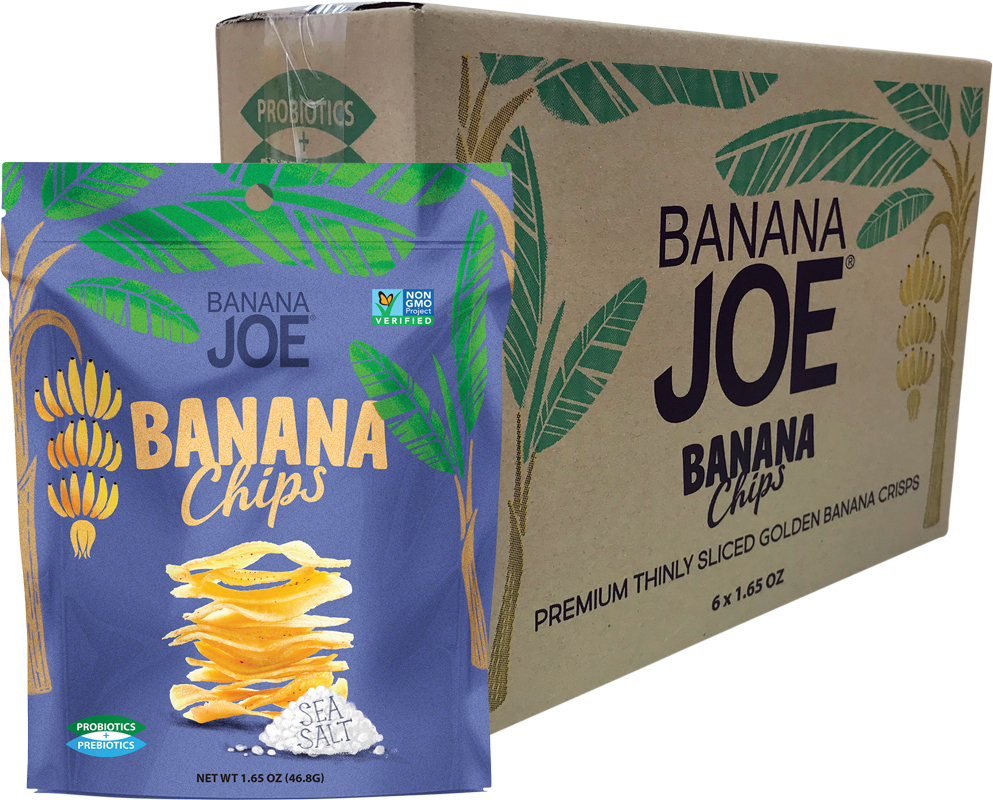 BANANA
JOE®
NON
GMO
Project
VERIFIED
BANANA
Chips
SEA
SALT
PROBIOTICS
+
PREBIOTICS
NET WT 1.65 OZ (46.8G)
PROBIOTICS
+
BANANA
JOE®
BANANA
Chips
PREMIUM THINLY SLICED GOLDEN BANANA CRISPS
6 x 1.65 OZ